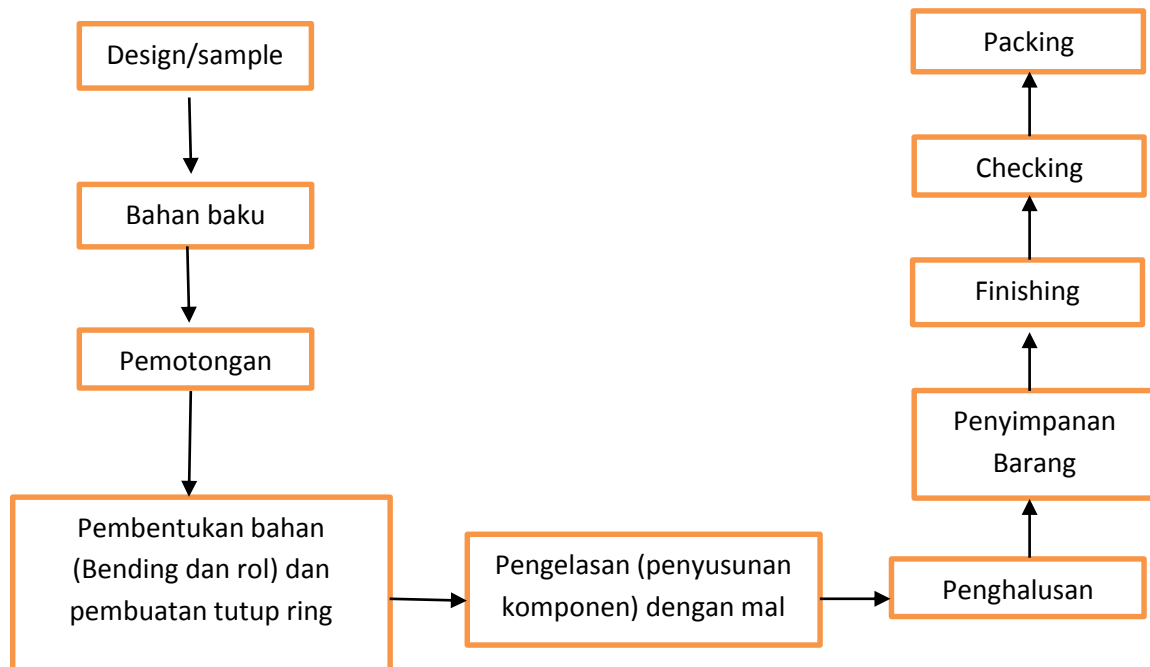 Design/sample
Bahan baku
Pemotongan
Pembentukan bahan
(Bending dan rol) dan
pembuatan tutup ring
Pengelasan (penyusunan
komponen) dengan mal
Penghalusan
Penyimpanan
Barang
Finishing
Checking
Packing